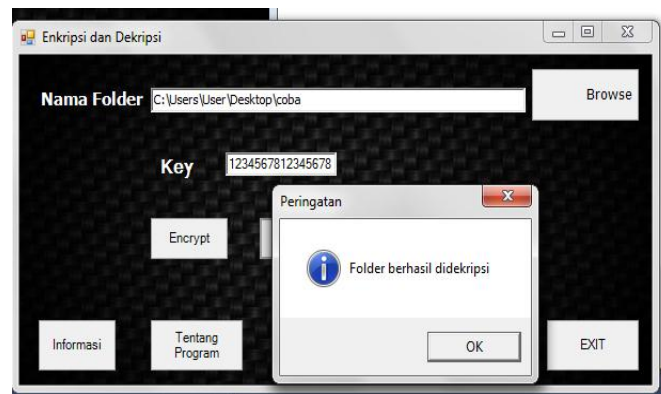 Enkripsi dan Dekripsi
Nama Folder C:\Users\User\Desktop\coba Browse
Key 1234567812345678
Peringatan
Encrypt
Folder berhasil didekripsi
Informasi Tentang Program OK EXIT